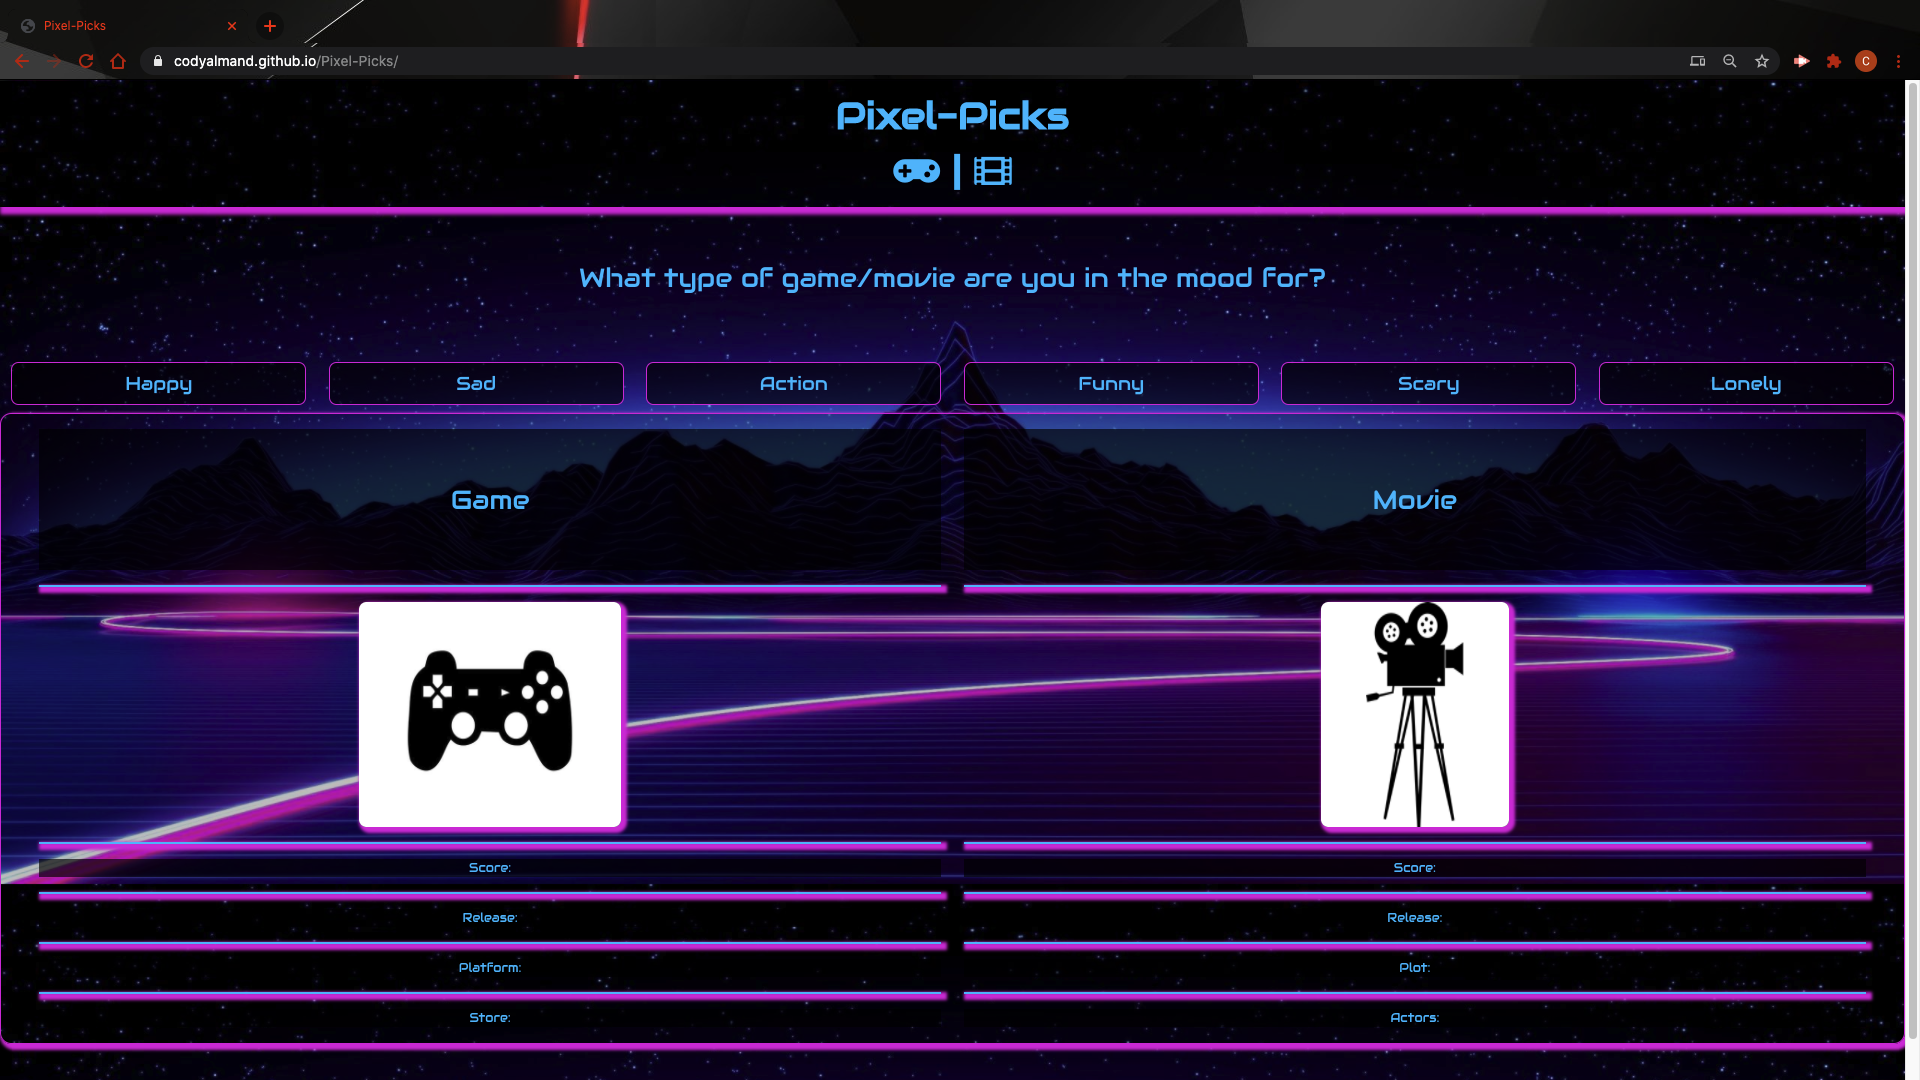 Pixel-Picks
codyalmand.github.io/Pixel-Picks/
C
Pixel-Picks
What type of game/movie are you in the mood for?
Happy
Sad
Action
Funny
Scary
Lonely
Game
Movie
Score:
Score:
Release:
Release:
Platform:
Plot:
Store:
Actors: